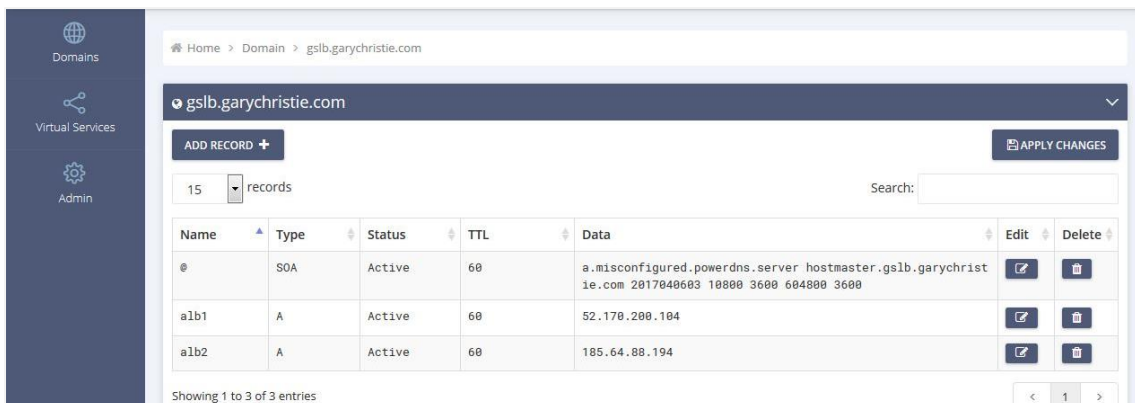 Domains
Virtual Services
Admin
Home > Domain > gslb.garychristie.com
gslb.garychristie.com
ADD RECORD +
APPLY CHANGES
15 records
Search:
Name Type Status TTL Data Edit Delete
@ SOA Active 60 a.misconfigured.powerdns.server hostmaster.gslb.garychrist
ie.com 2017040603 10800 3600 604800 3600
alb1 A Active 60 52.170.200.104
alb2 A Active 60 185.64.88.194
Showing 1 to 3 of 3 entries
< 1 >